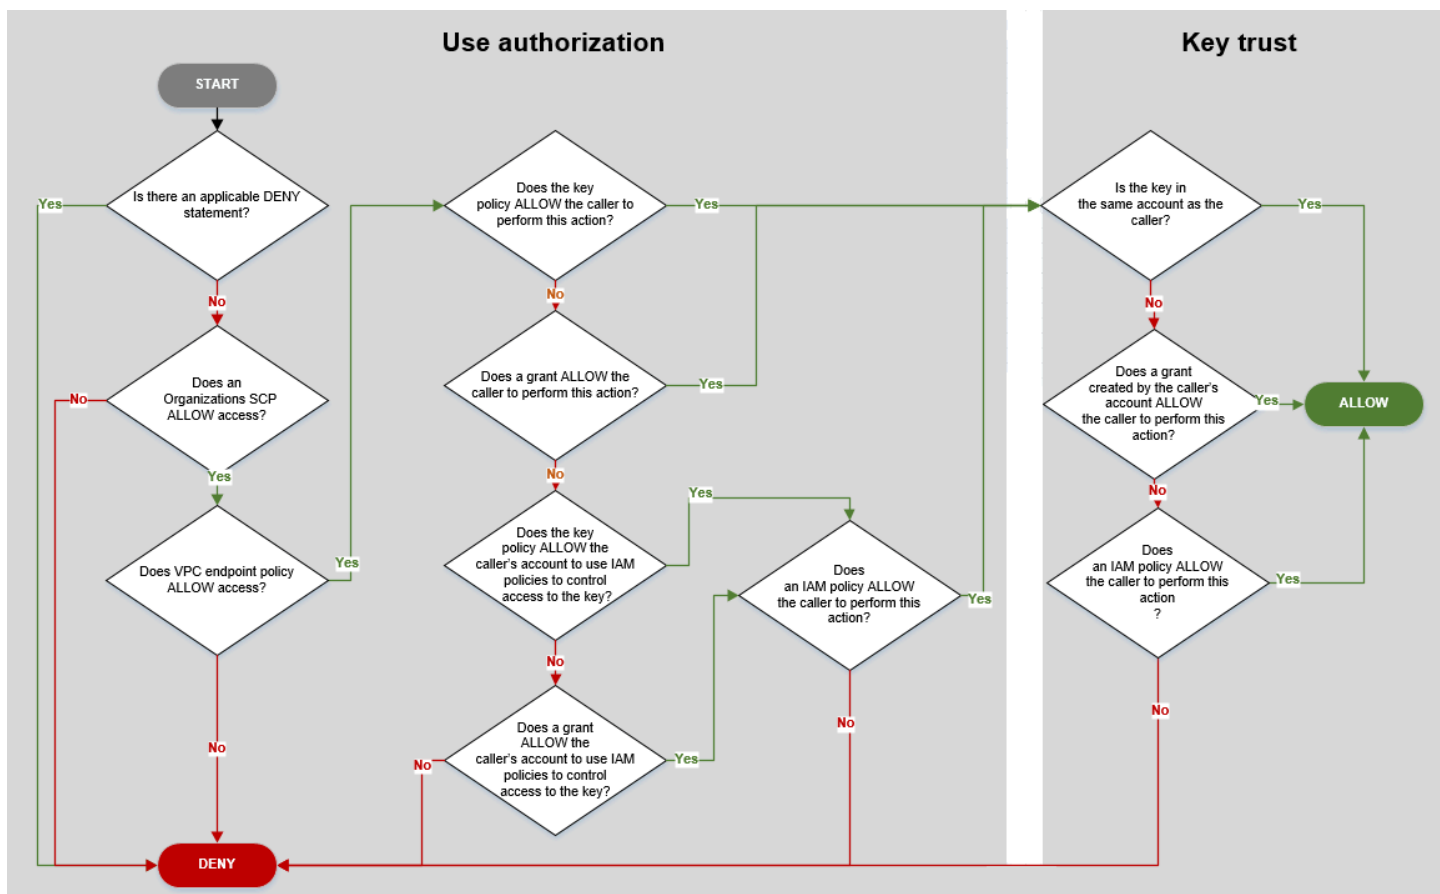 Use authorization
Key trust
START
Is there an applicable DENY
statement?
Yes
No
Does an
Organizations SCP
ALLOW access?
No
Yes
Does VPC endpoint policy
ALLOW access?
Yes
No
DENY
Does the key
policy ALLOW the caller to
perform this action?
Yes
No
Does a grant ALLOW the
caller to perform this action?
Yes
No
Does the key
policy ALLOW the
caller's account to use IAM
policies to control
access to the key?
Yes
No
Does a grant
ALLOW the
caller's account to use IAM
policies to control
access to the key?
No
Yes
Does
an IAM policy ALLOW
the caller to perform this
action?
Yes
No
Is the key in
the same account as the
caller?
Yes
No
Does a grant
created by the caller's
account ALLOW
the caller to perform this
action?
Yes
No
ALLOW
Does
an IAM policy ALLOW
the caller to perform this
action
?
Yes
No